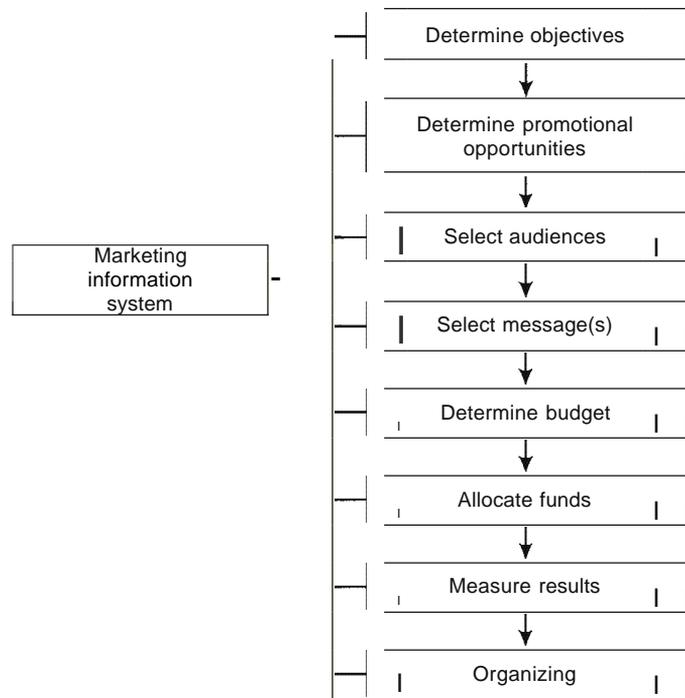 Determine objectives
Determine promotional
opportunities
Select audiences
Marketing
information
system
Select message(s)
Determine budget
Allocate funds
Measure results
Organizing